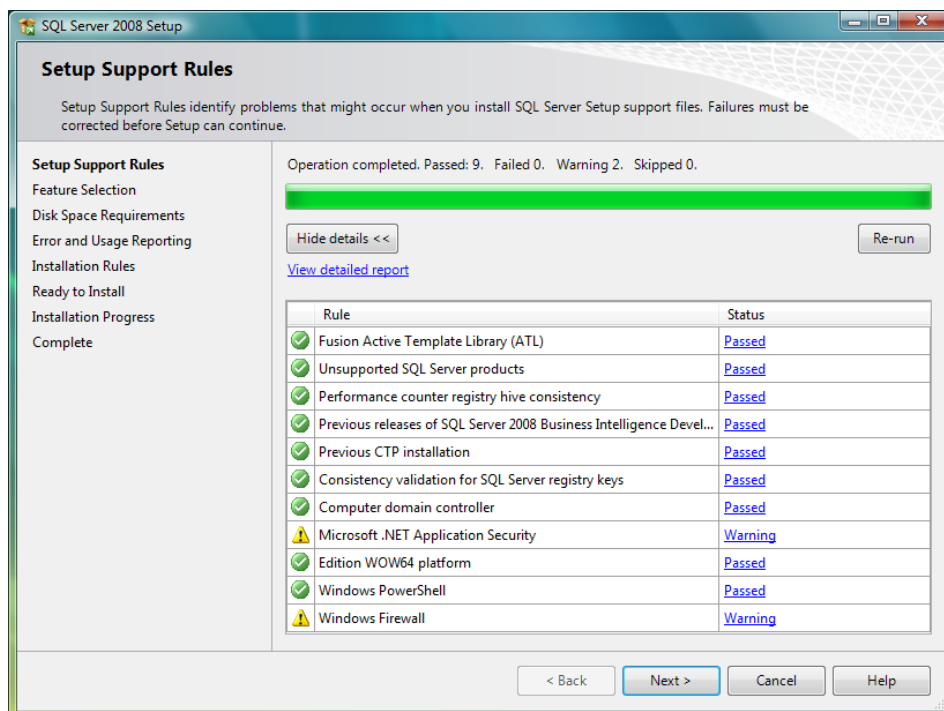 SQL Server 2008 Setup
Setup Support Rules
Setup Support Rules identify problems that might occur when you install SQL Server Setup support files. Failures must be
corrected before Setup can continue.
Setup Support Rules
Feature Selection
Disk Space Requirements
Error and Usage Reporting
Installation Rules
Ready to Install
Installation Progress
Complete
Operation completed. Passed: 9. Failed 0. Warning 2. Skipped 0.
Hide details <<
Re-run
View detailed report
Rule Status
Fusion Active Template Library (ATL) Passed
Unsupported SQL Server products Passed
Performance counter registry hive consistency Passed
Previous releases of SQL Server 2008 Business Intelligence Devel... Passed
Previous CTP installation Passed
Consistency validation for SQL Server registry keys Passed
Computer domain controller Passed
Microsoft .NET Application Security Warning
Edition WOW64 platform Passed
Windows PowerShell Passed
Windows Firewall Warning
< Back Next > Cancel Help